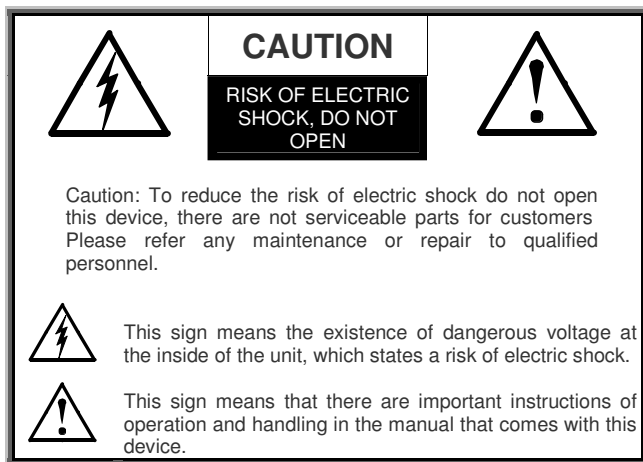 CAUTION
RISK OF ELECTRIC
SHOCK, DO NOT
OPEN
Caution: To reduce the risk of electric shock do not open
this device, there are not serviceable parts for customers
Please refer any maintenance or repair to qualified
personnel.
This sign means the existence of dangerous voltage at
the inside of the unit, which states a risk of electric shock.
This sign means that there are important instructions of
operation and handling in the manual that comes with this
device.